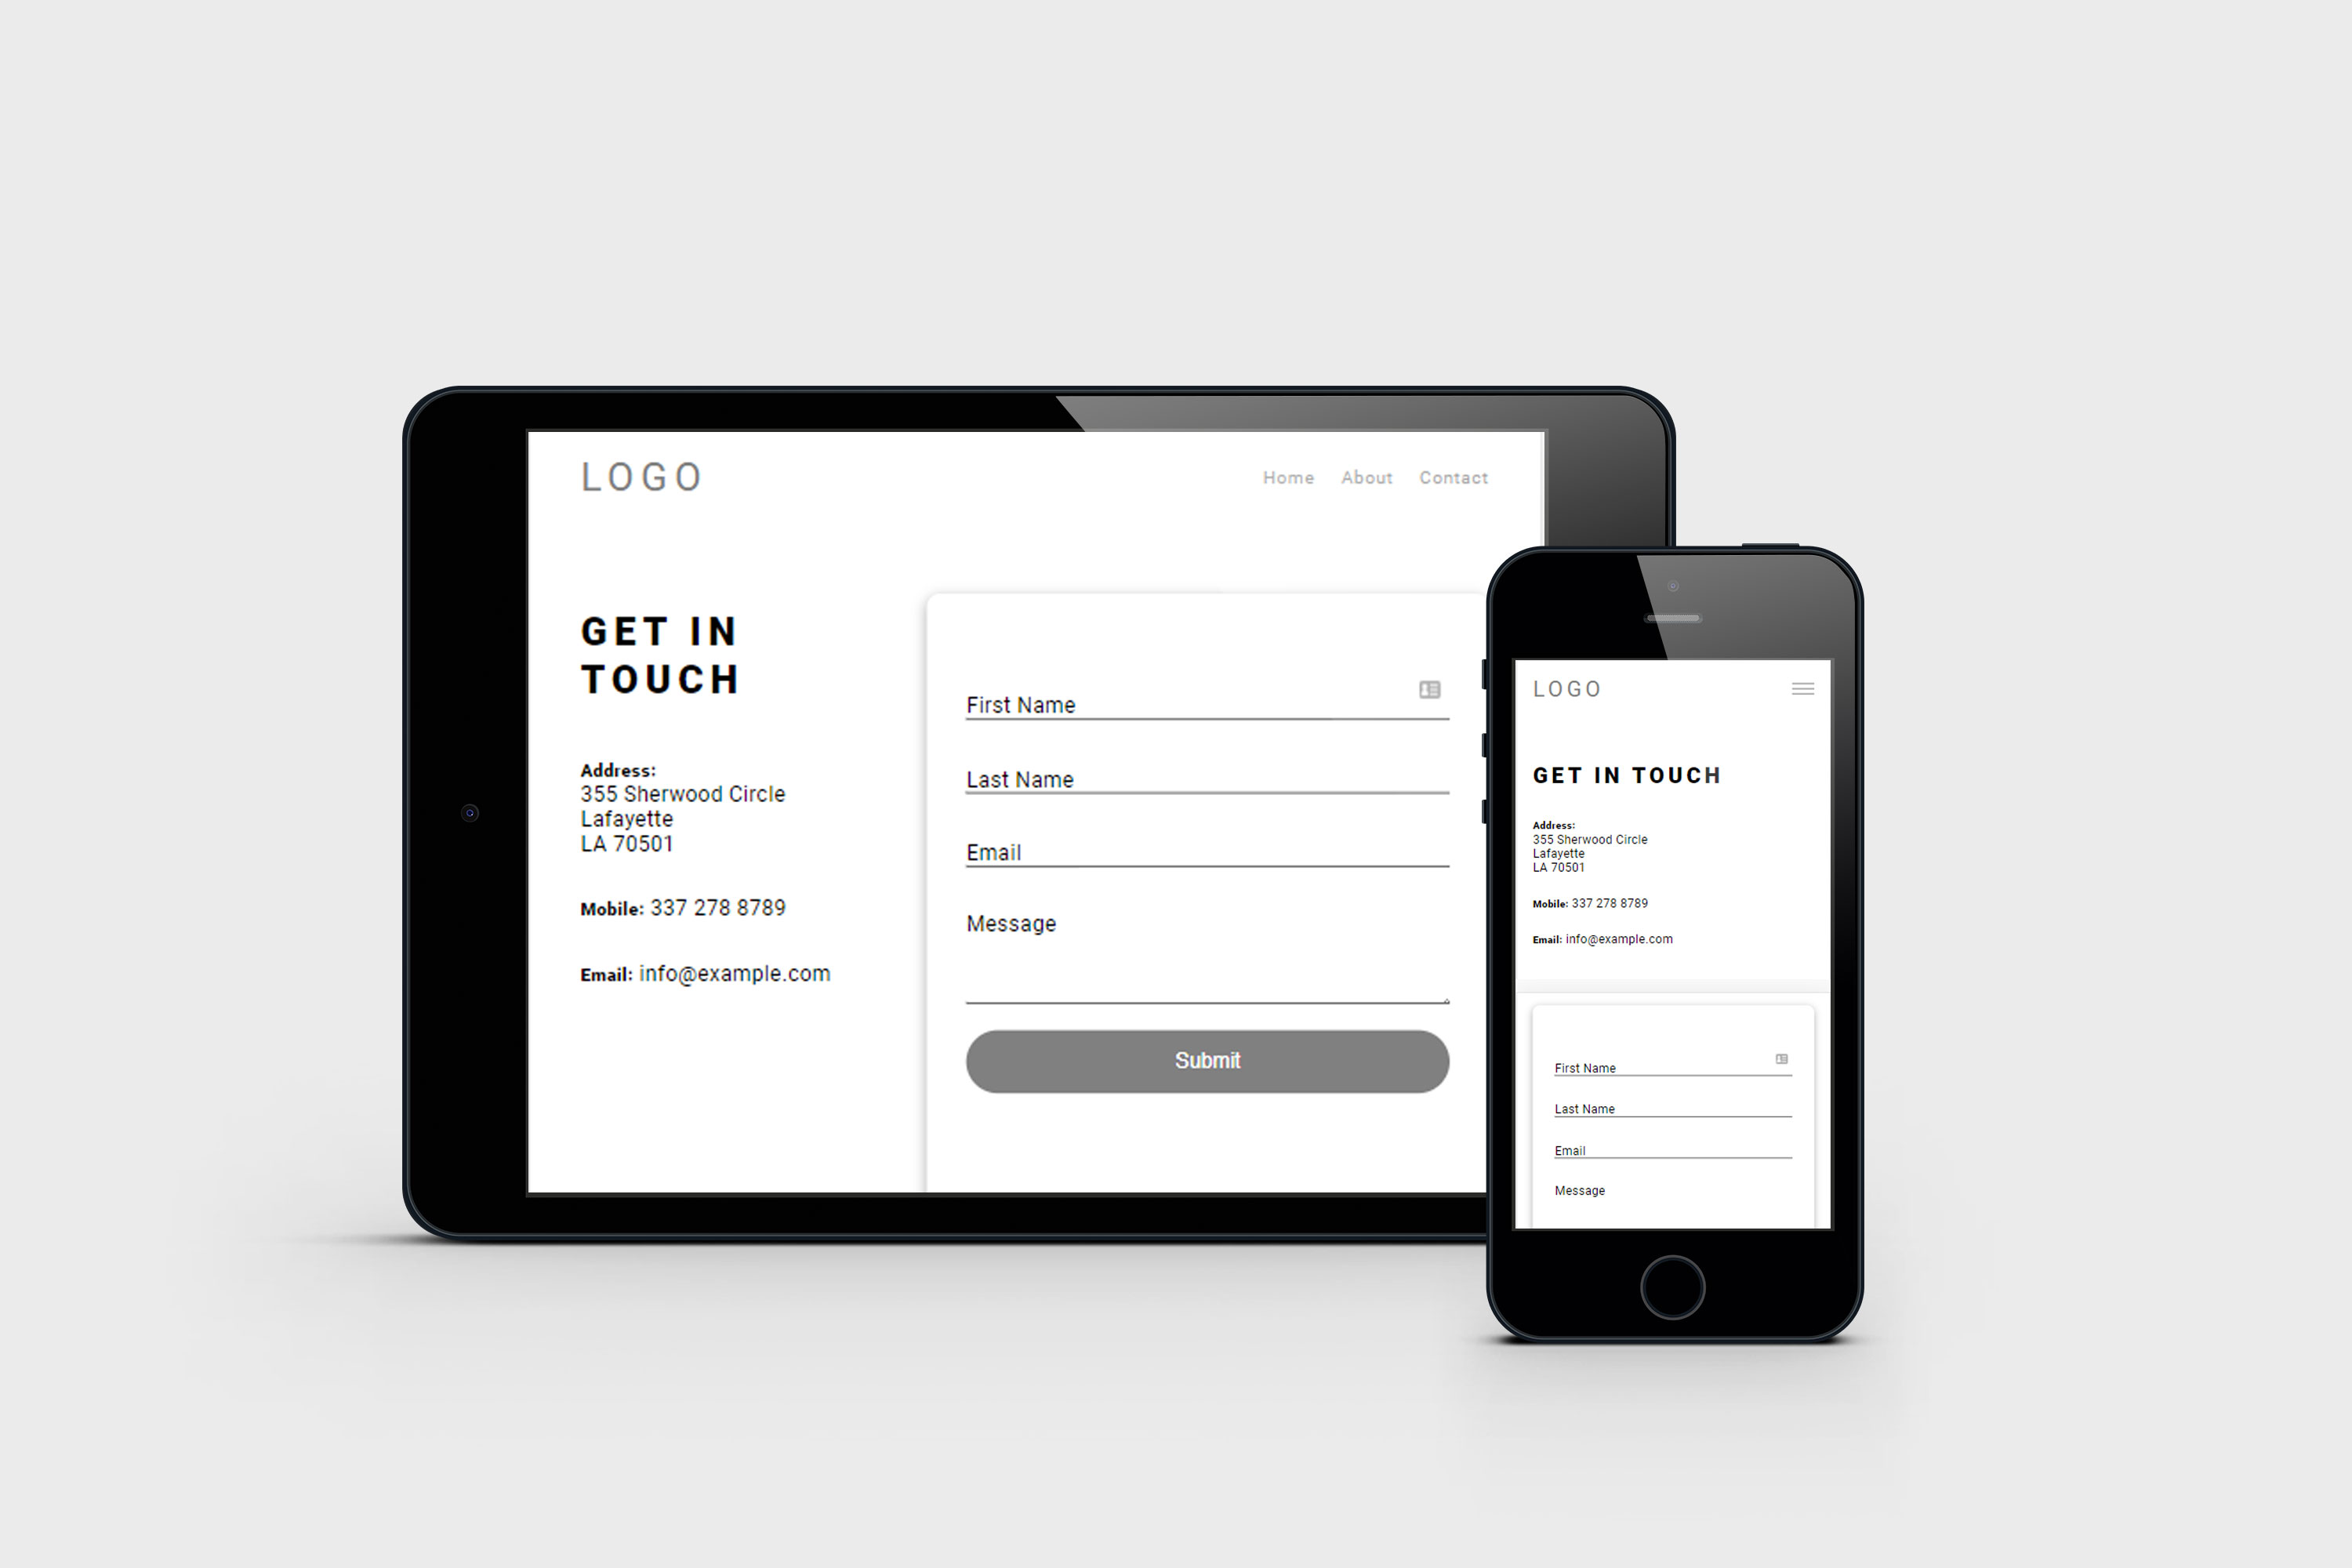 LOGO
Home About Contact
GET IN
TOUCH
Address:
355 Sherwood Circle
Lafayette
LA 70501
Mobile: 337 278 8789
Email: info@example.com
First Name
Last Name
Email
Message
Submit
LOGO
GET IN TOUCH
Address:
355 Sherwood Circle
Lafayette
LA 70501
Mobile: 337 278 8789
Email: info@example.com
First Name
Last Name
Email
Message